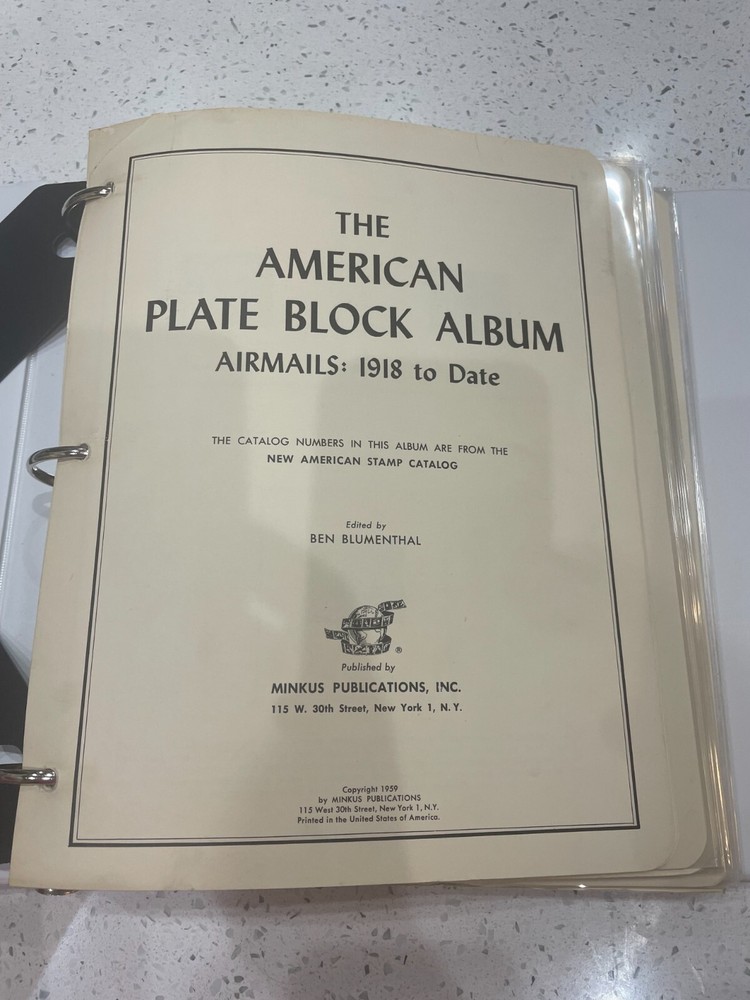 THE
AMERICAN
PLATE BLOCK ALBUM
AIRMAILS: 1918 to Date
THE CATALOG NUMBERS IN THIS ALBUM ARE FROM THE
NEW AMERICAN STAMP CATALOG
Edited by
BEN BLUMENTHAL
®
Published by
MINKUS PUBLICATIONS, INC.
115 W. 30th Street, New York 1, N. Y.
Copyright 1959
by MINKUS PUBLICATIONS
115 West 30th Street, New York 1, N.Y.
Printed in the United States of America.